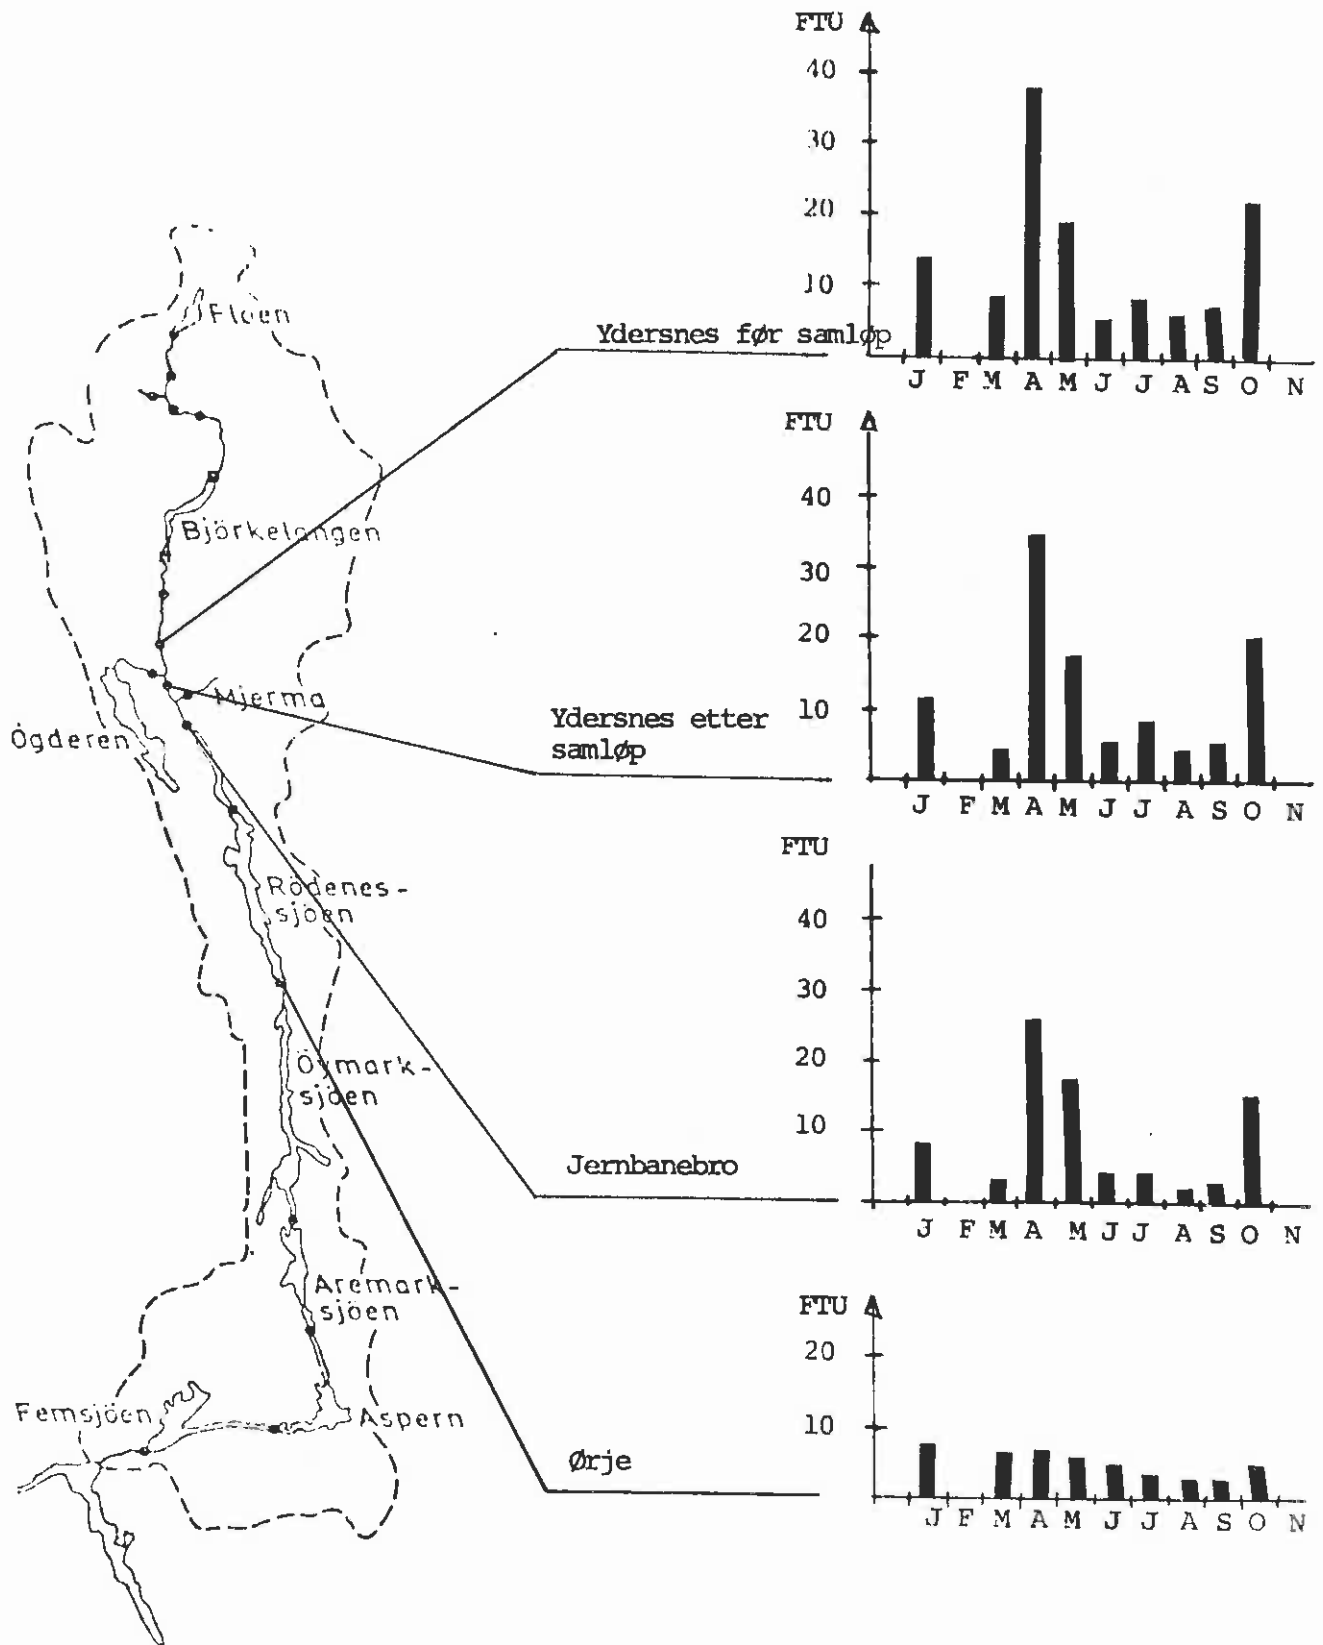 Floen
Björkelangen
Mjerma
Ögderen
Rödenes-
sjöen
Öymark-
sjöen
Aremark-
sjöen
Femsjöen
Aspern
Ydersnes før samløp
FTU
40
30
20
10
J F M A M J J A S O N
Ydersnes etter
samløp
FTU
40
30
20
10
J F M A M J J A S O N
Jernbanebro
FTU
40
30
20
10
J F M A M J J A S O N
Ørje
FTU
20
10
J F M A M J J A S O N